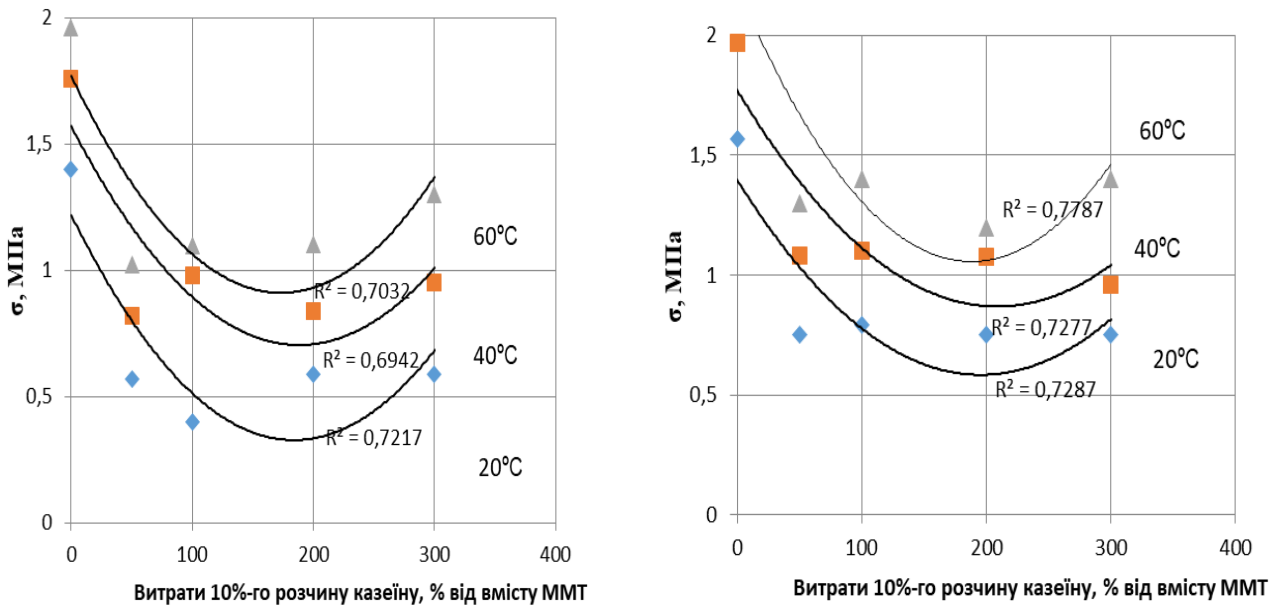 2
1,5
1
0,5
0
σ, МПа
60⁰С
R² = 0,7032
40⁰С
R² = 0,6942
R² = 0,7217
20⁰С
0 100 200 300 400
Витрати 10%-го розчину казеїну, % від вмісту ММТ
2
1,5
1
0,5
0
σ, МПа
60⁰С
R² = 0,7787
40⁰С
R² = 0,7277
20⁰С
R² = 0,7287
0 100 200 300 400
Витрати 10%-го розчину казеїну, % від вмісту ММТ